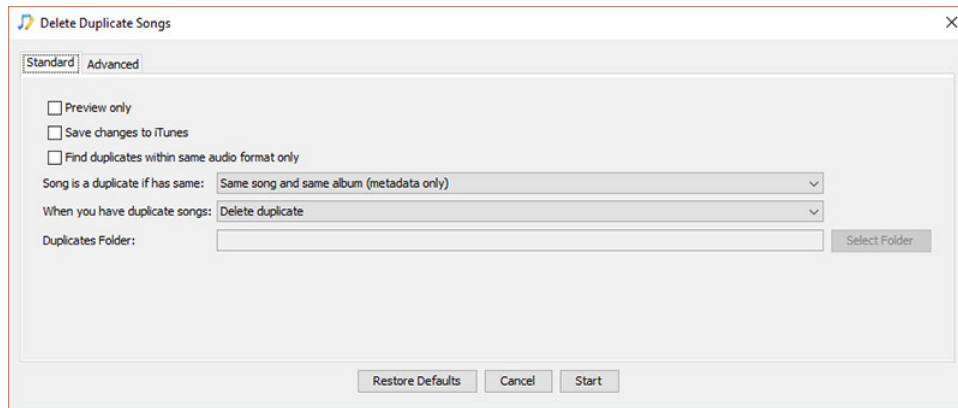 Delete Duplicate Songs
Standard Advanced
Preview only
Save changes to iTunes
Find duplicates within same audio format only
Song is a duplicate if has same: Same song and same album (metadata only)
When you have duplicate songs: Delete duplicate
Duplicates Folder: Select Folder
Restore Defaults Cancel Start